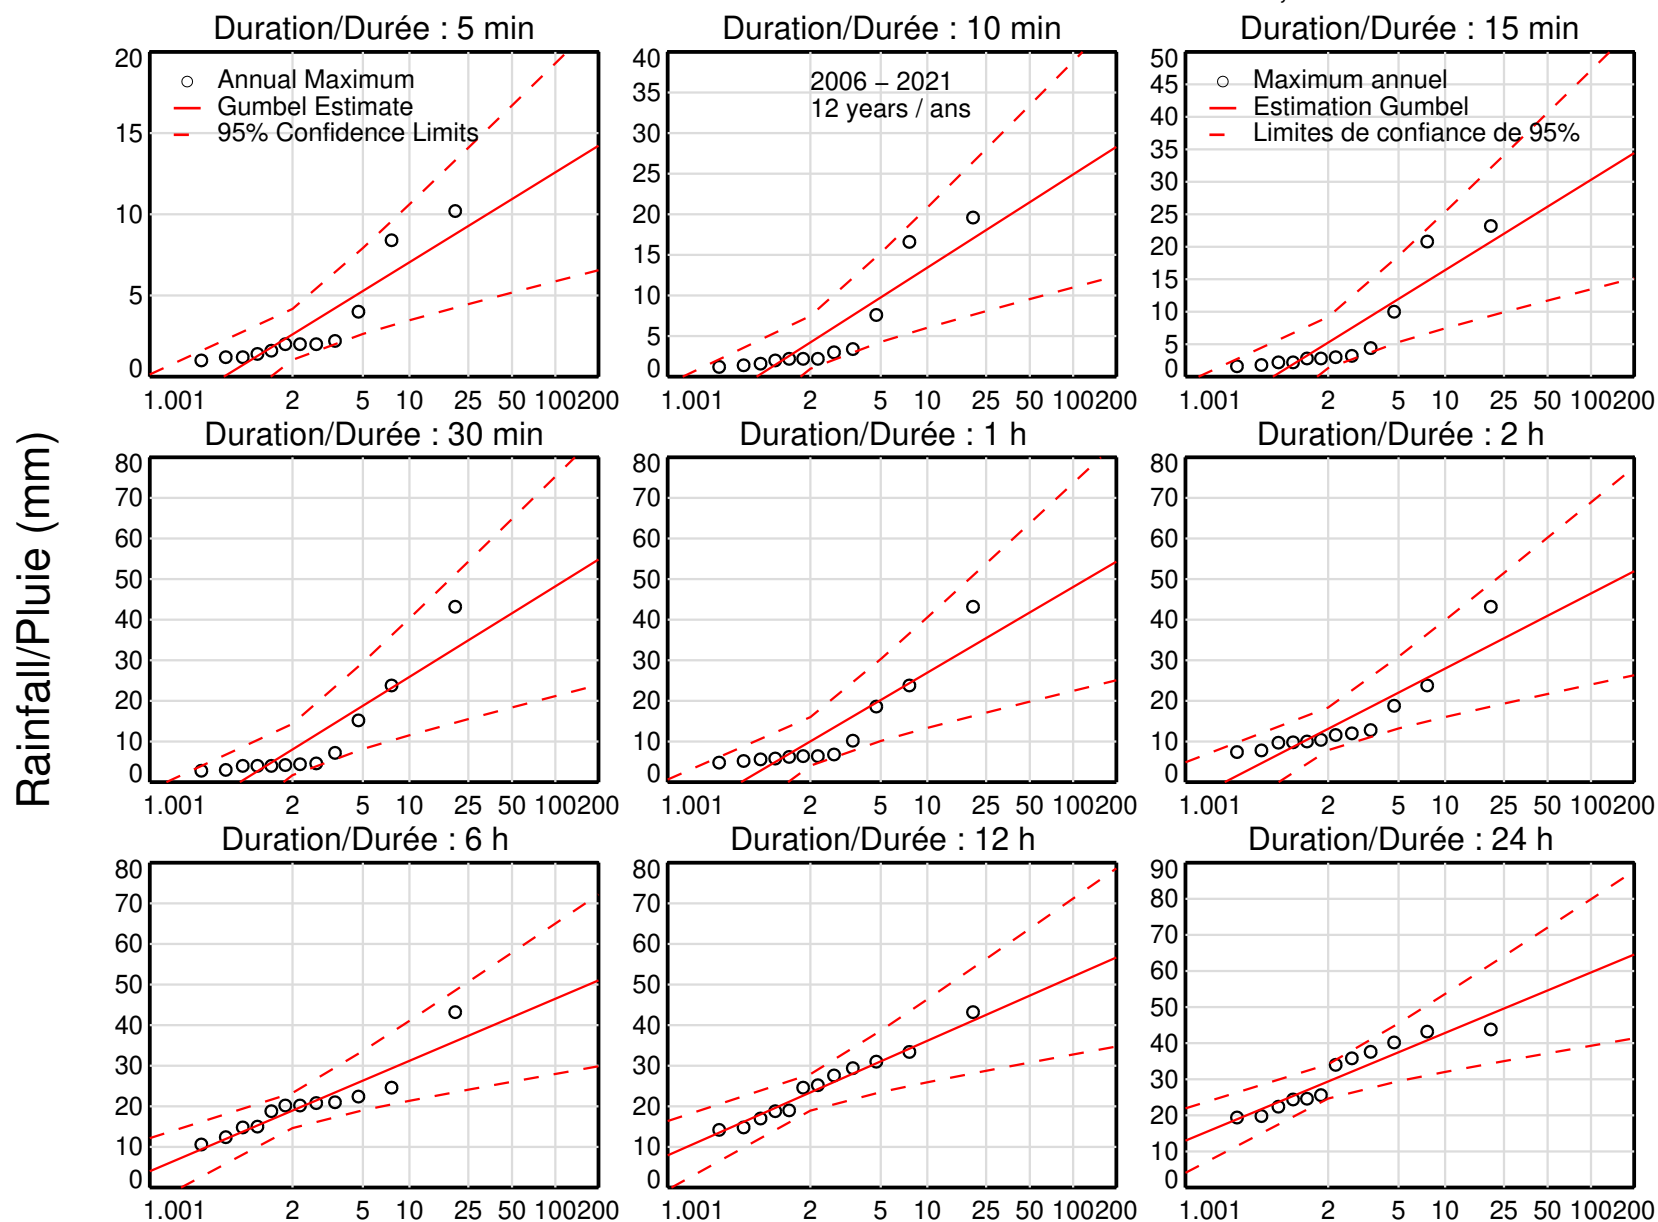 Duration/Durée : 5 min
Duration/Durée : 10 min
Duration/Durée : 15 min
20
15
10
5
0
Annual Maximum
Gumbel Estimate
95% Confidence Limits
1.001 2 5 10 25 50 100 200
40
35
30
25
20
15
10
5
0
2006 – 2021
12 years / ans
1.001 2 5 10 25 50 100 200
50
45
40
35
30
25
20
15
10
5
0
Maximum annuel
Estimation Gumbel
Limites de confiance de 95%
1.001 2 5 10 25 50 100 200
Rainfall/Pluie (mm)
Duration/Durée : 30 min
Duration/Durée : 1 h
Duration/Durée : 2 h
80
70
60
50
40
30
20
10
0
1.001 2 5 10 25 50 100 200
80
70
60
50
40
30
20
10
0
1.001 2 5 10 25 50 100 200
80
70
60
50
40
30
20
10
0
1.001 2 5 10 25 50 100 200
Duration/Durée : 6 h
Duration/Durée : 12 h
Duration/Durée : 24 h
80
70
60
50
40
30
20
10
0
1.001 2 5 10 25 50 100 200
80
70
60
50
40
30
20
10
0
1.001 2 5 10 25 50 100 200
90
80
70
60
50
40
30
20
10
0
1.001 2 5 10 25 50 100 200